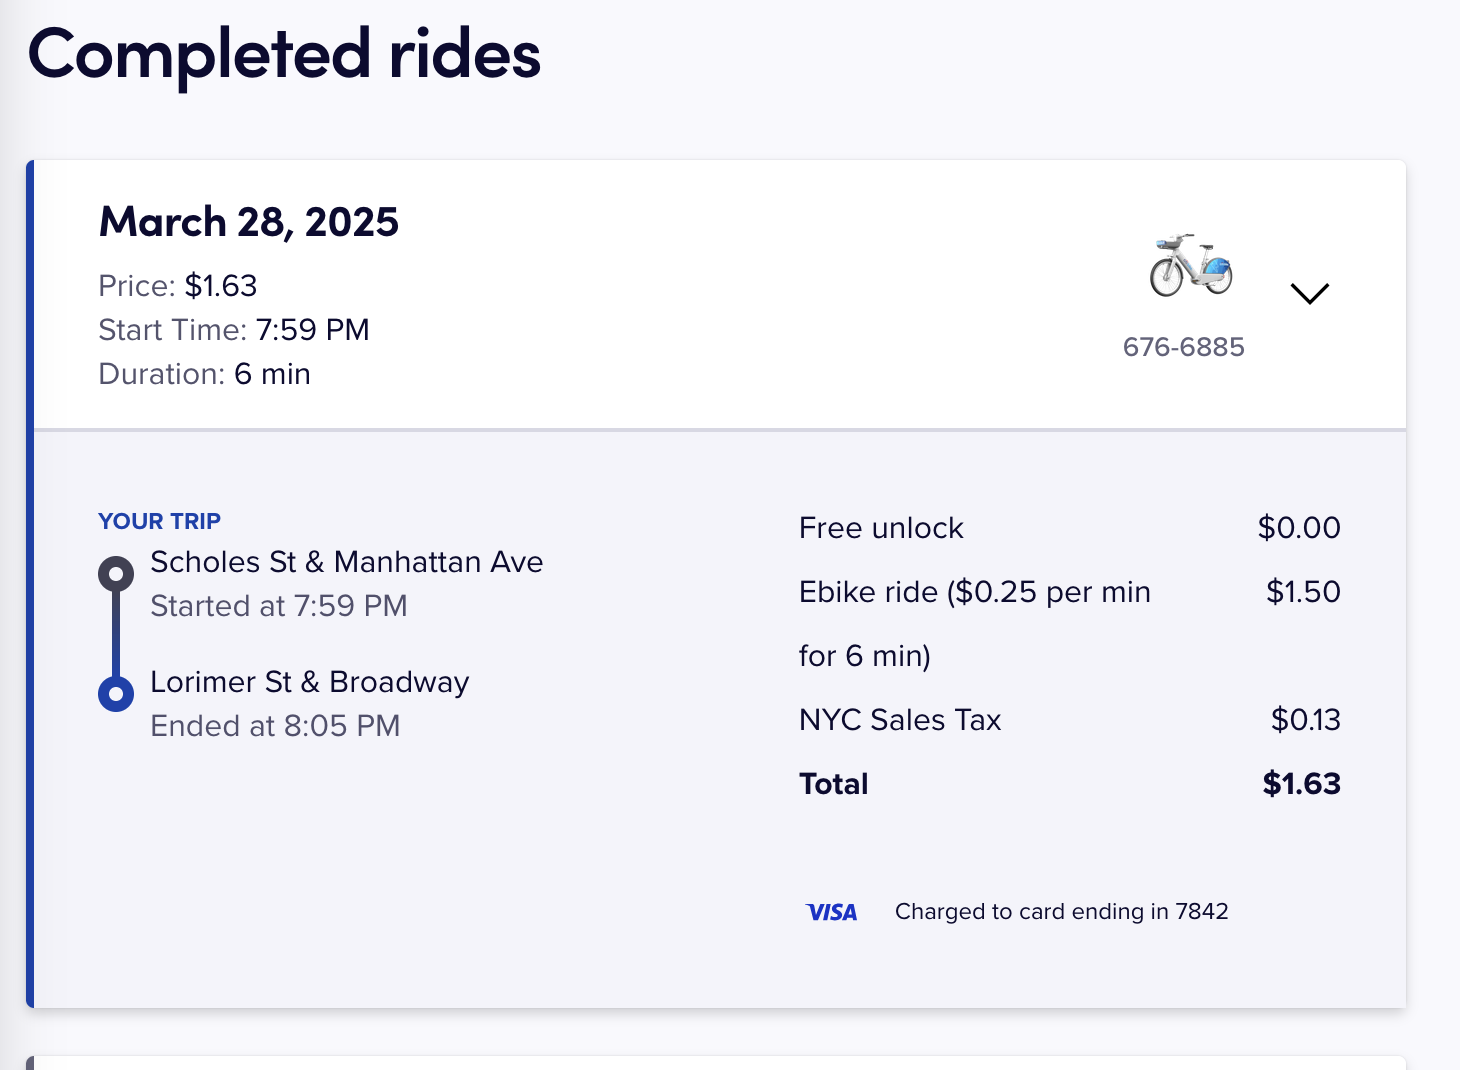 Completed rides
March 28, 2025
Price: $1.63
Start Time: 7:59 PM
Duration: 6 min
676-6885
YOUR TRIP
Scholes St & Manhattan Ave
Started at 7:59 PM
Lorimer St & Broadway
Ended at 8:05 PM
Free unlock $0.00
Ebike ride ($0.25 per min $1.50
for 6 min)
NYC Sales Tax $0.13
Total $1.63
VISA Charged to card ending in 7842